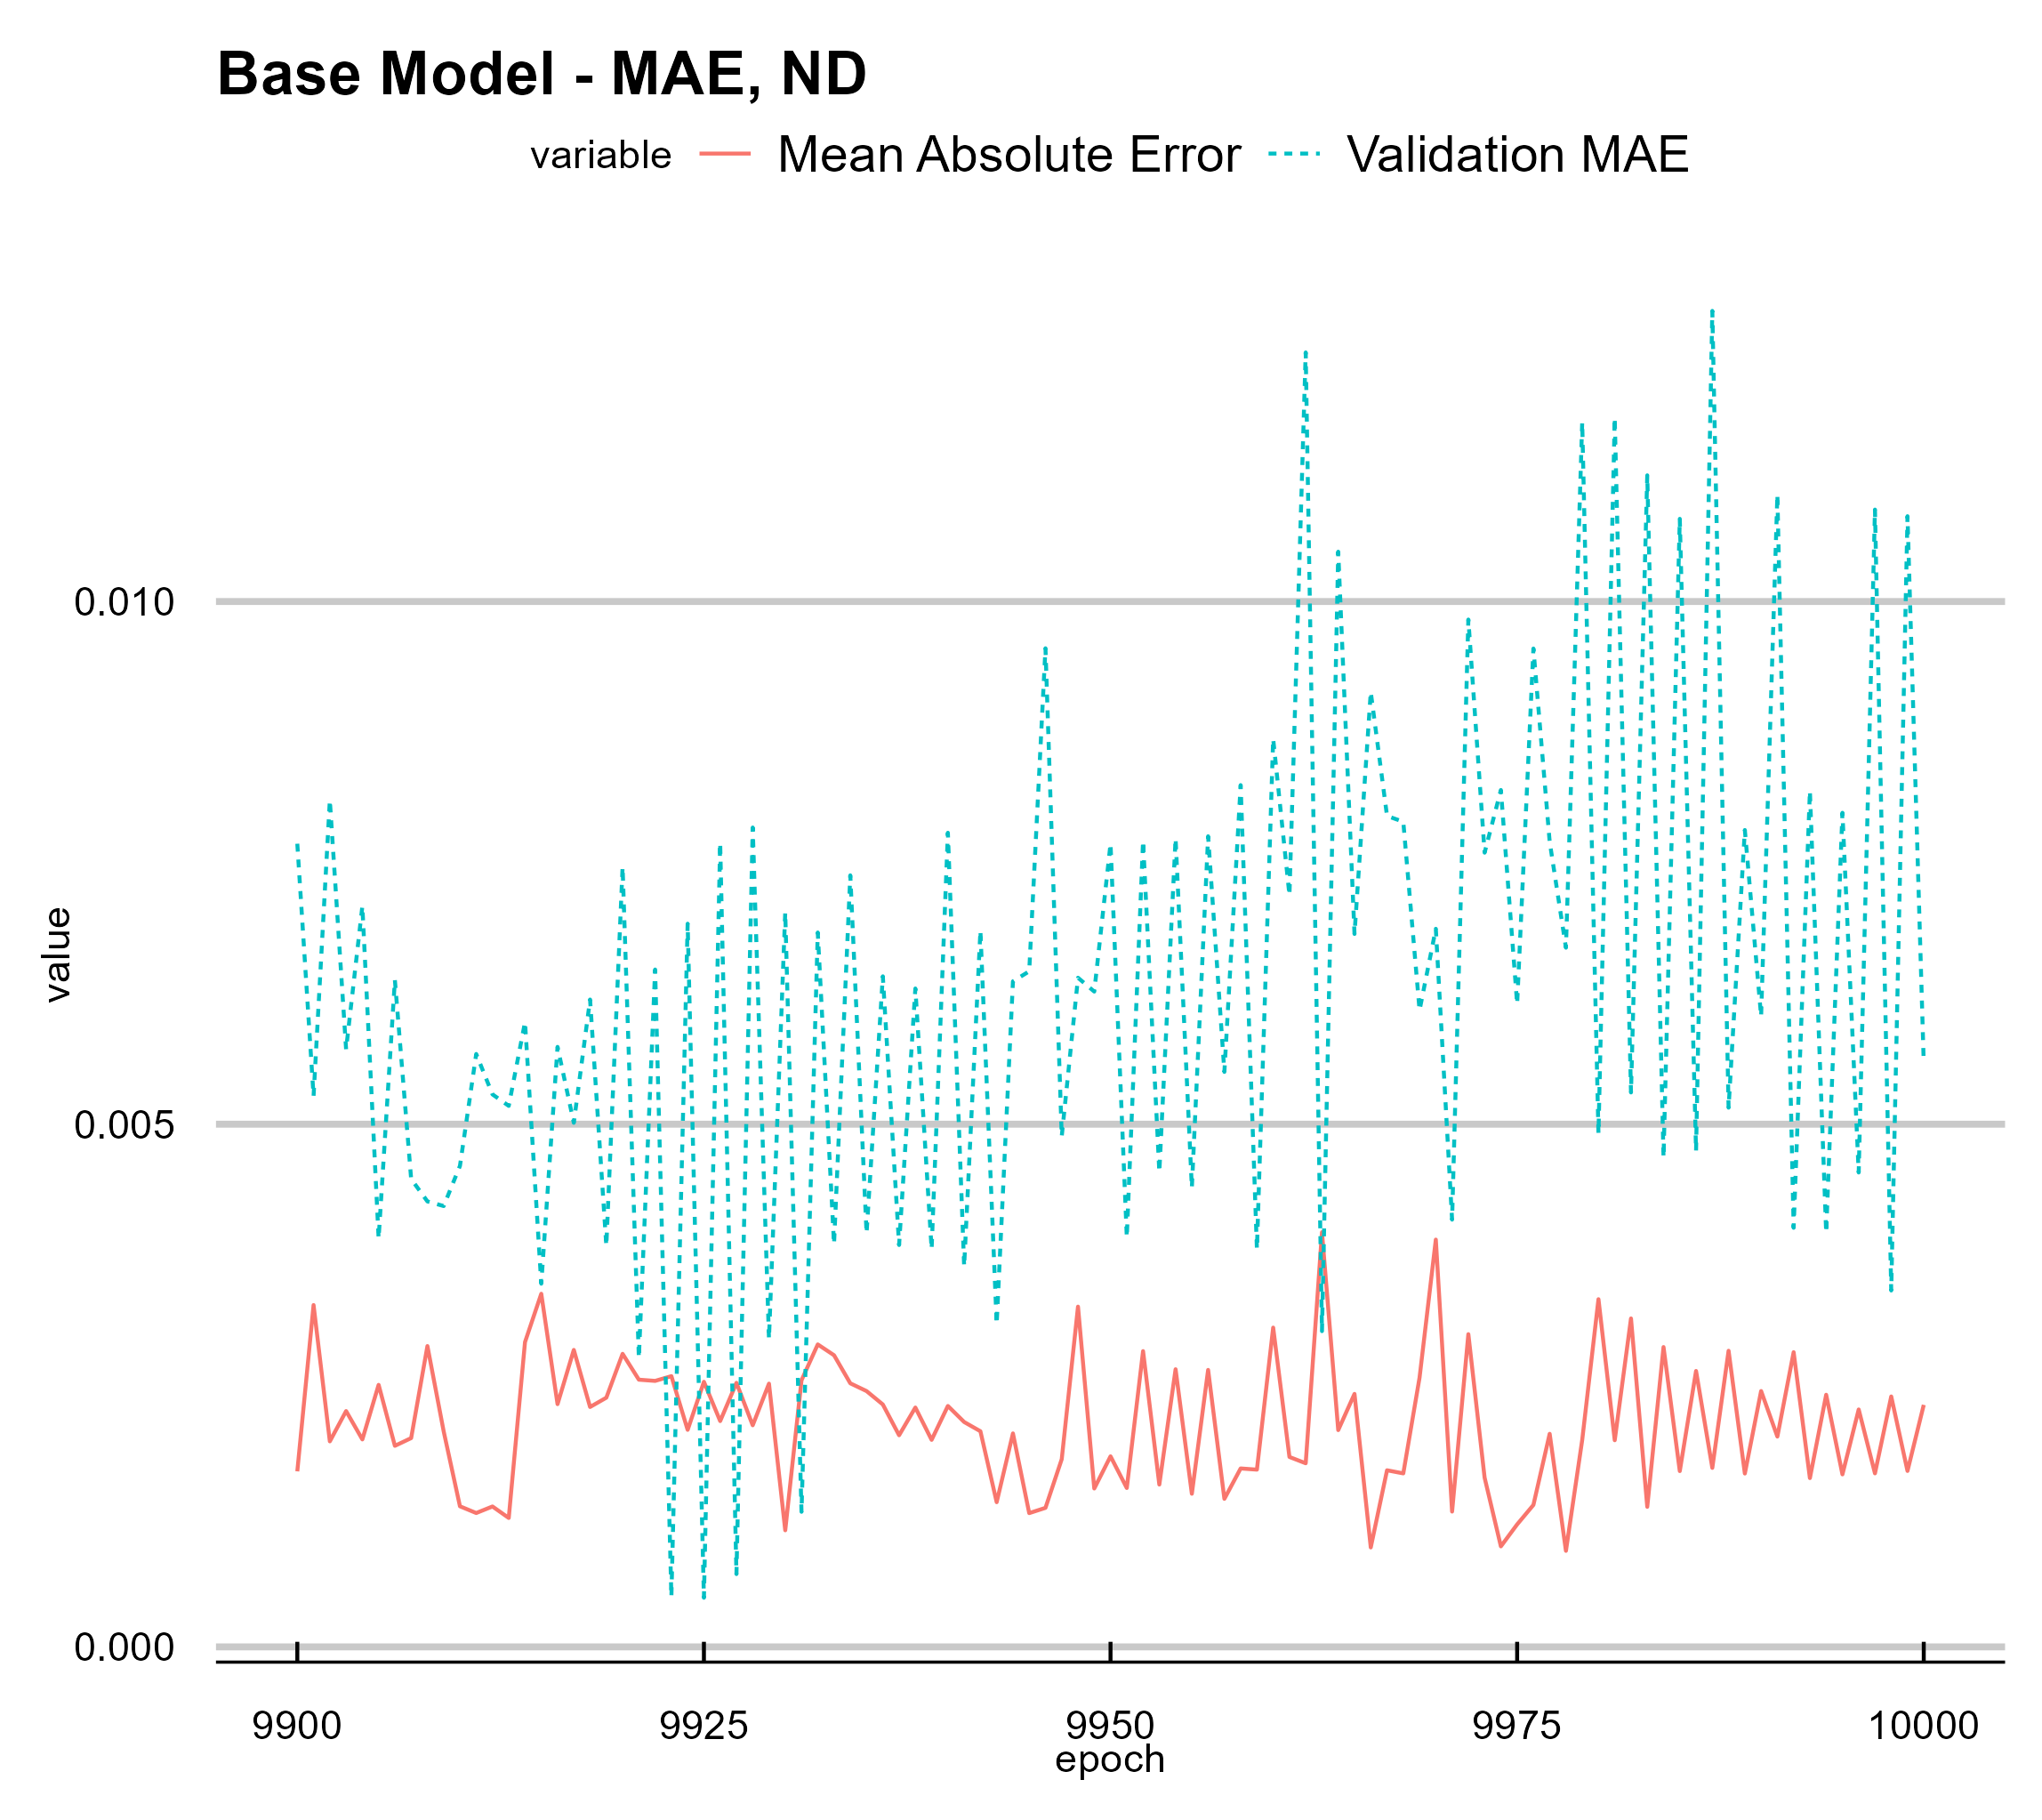 Base Model - MAE, ND
variable Mean Absolute Error Validation MAE
value
0.010
0.005
0.000
9900 9925 9950 9975 10000
epoch